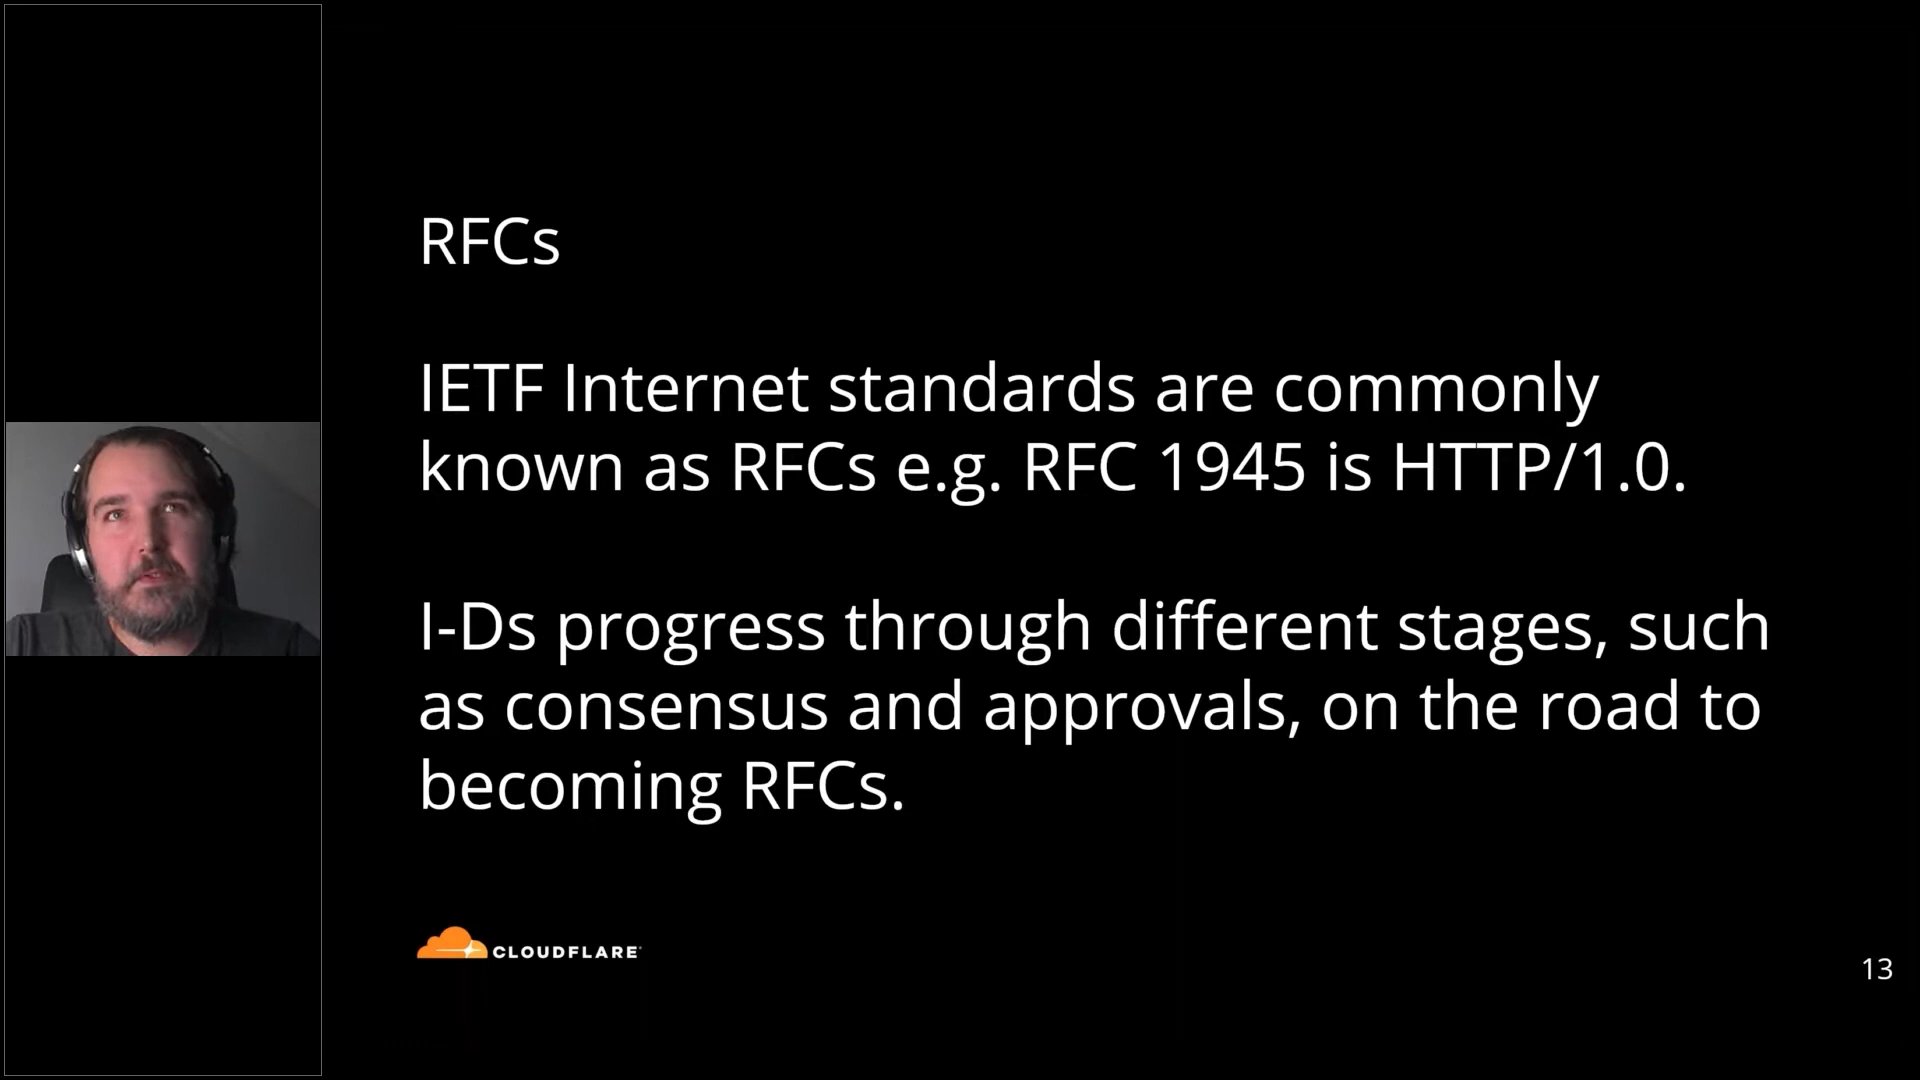 RFCs
IETF Internet standards are commonly
known as RFCs e.g. RFC 1945 is HTTP/1.0.
I-Ds progress through different stages, such
as consensus and approvals, on the road to
becoming RFCs.
CLOUDFLARE
13